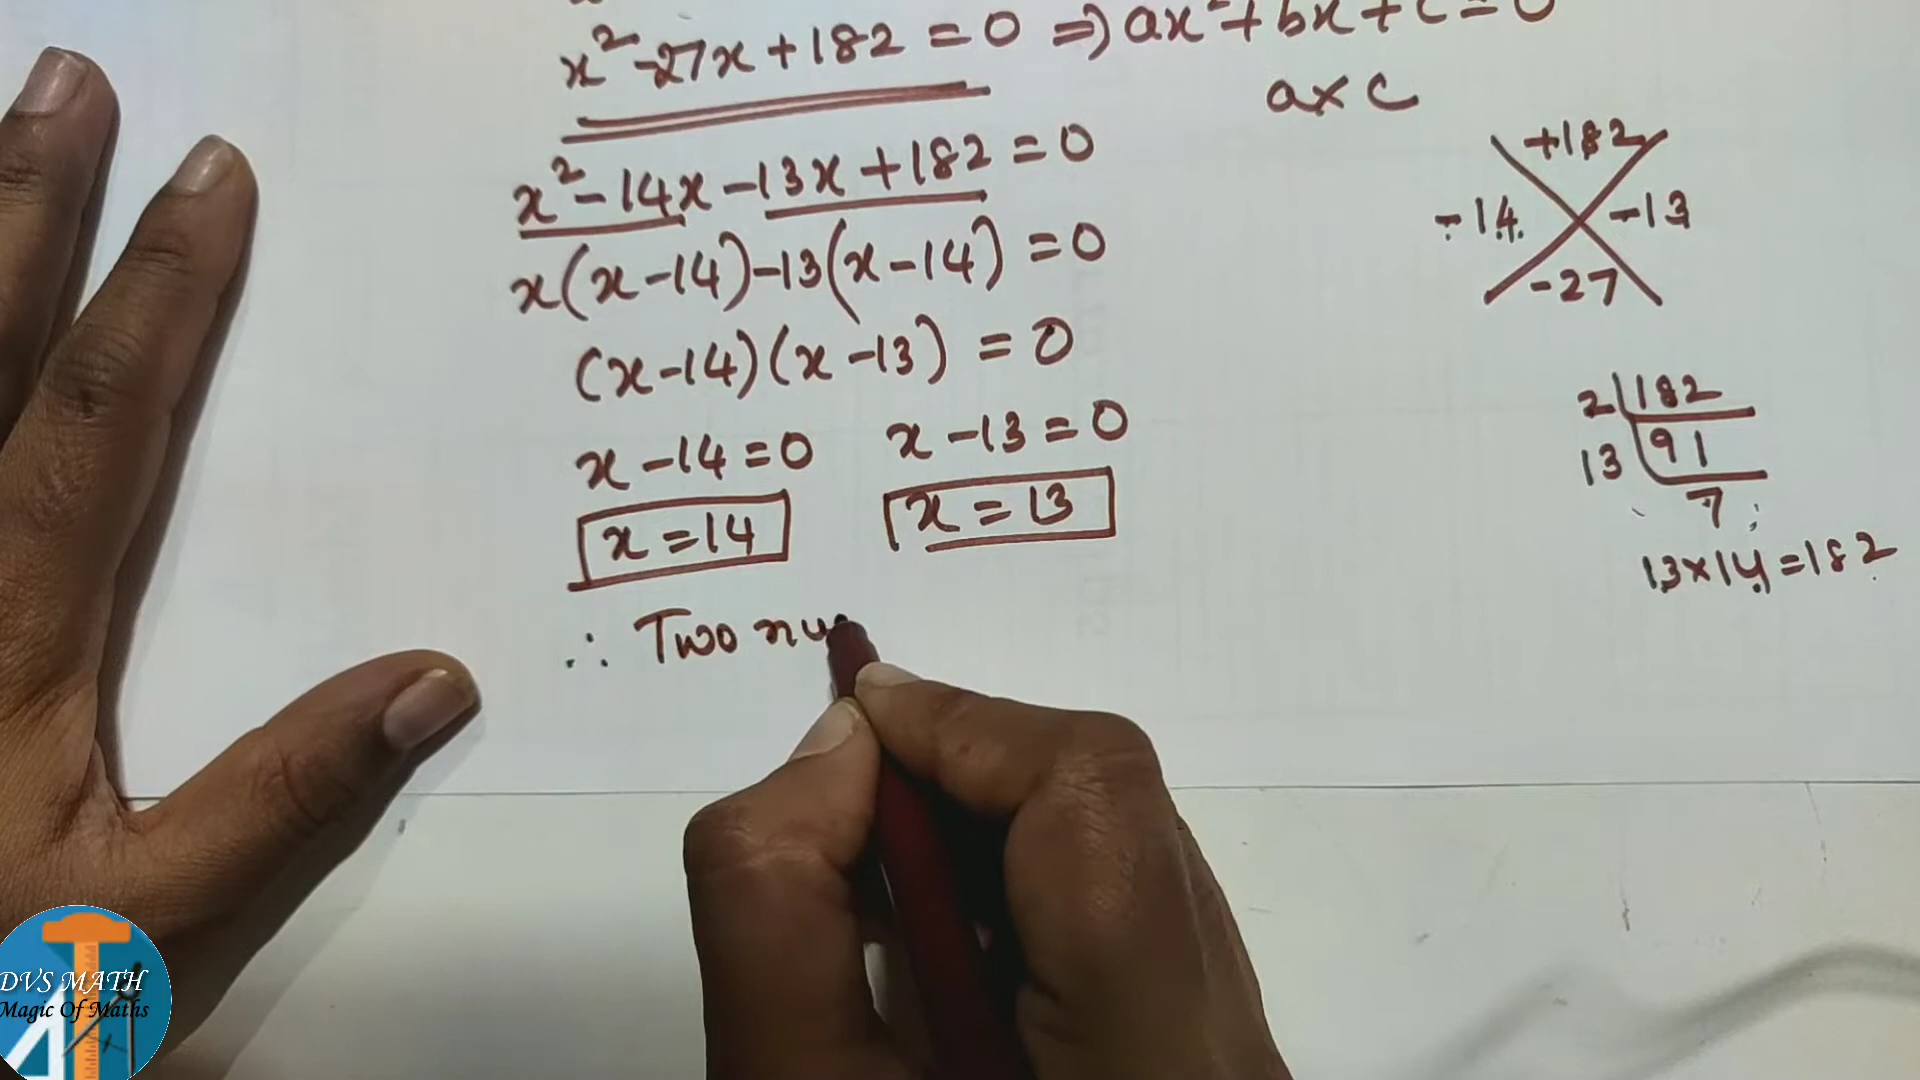 x²-27x+182=0 ⇒ ax²+bx+c=0
a×c
x²-14x-13x+182=0
x(x-14)-13(x-14)=0
(x-14)(x-13)=0
x-14=0 x-13=0
x=14 x=13
∴ Two nu
+182
-14 -13
-27
2|182
13|91
7
13×14=182
DVS MATH
Magic Of Maths